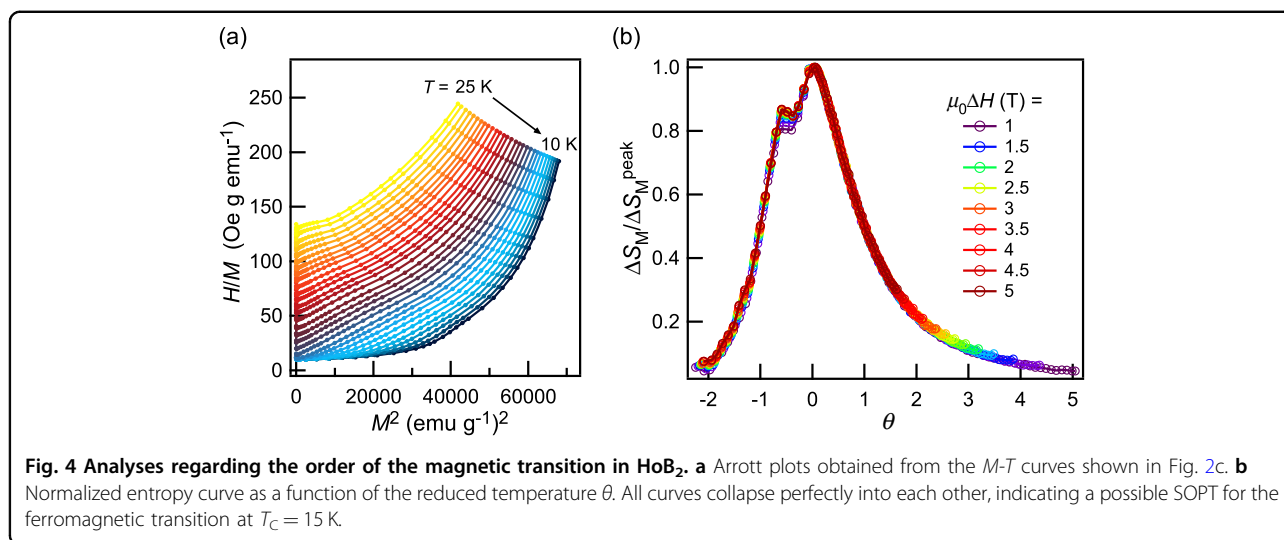 (a)
(b)
T = 25 K
10 K
250
200
150
100
50
0
H/M (Oe g emu⁻¹)
0
20000
40000
60000
M² (emu g⁻¹)²
1.0
0.8
0.6
0.4
0.2
ΔS_M/ΔS_M^peak
-2
-1
0
1
2
3
4
5
θ
μ₀ΔH (T) =
1
1.5
2
2.5
3
3.5
4
4.5
5
Fig. 4 Analyses regarding the order of the magnetic transition in HoB₂. a Arrott plots obtained from the M-T curves shown in Fig. 2c. b
Normalized entropy curve as a function of the reduced temperature θ. All curves collapse perfectly into each other, indicating a possible SOPT for the
ferromagnetic transition at T_C = 15 K.